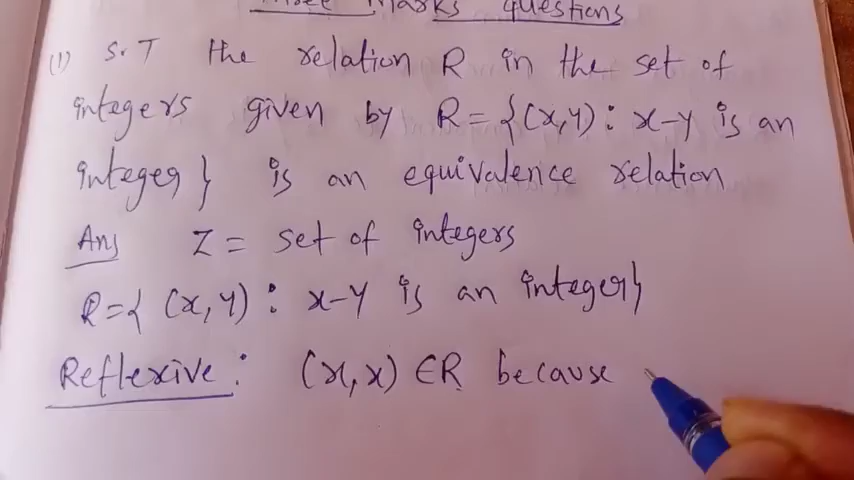 Marks Questions
(1) S.T the relation R in the set of
integers given by R={(x,y): x-y is an
integer} is an equivalence relation
Ans Z = set of integers
R={ (x,y): x-y is an integer}
Reflexive: (x,x) ∈R because